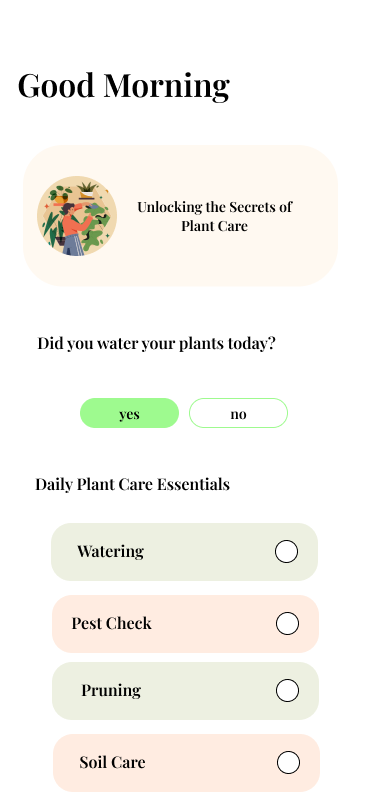 Good Morning
Unlocking the Secrets of
Plant Care
Did you water your plants today?
yes
no
Daily Plant Care Essentials
Watering
Pest Check
Pruning
Soil Care